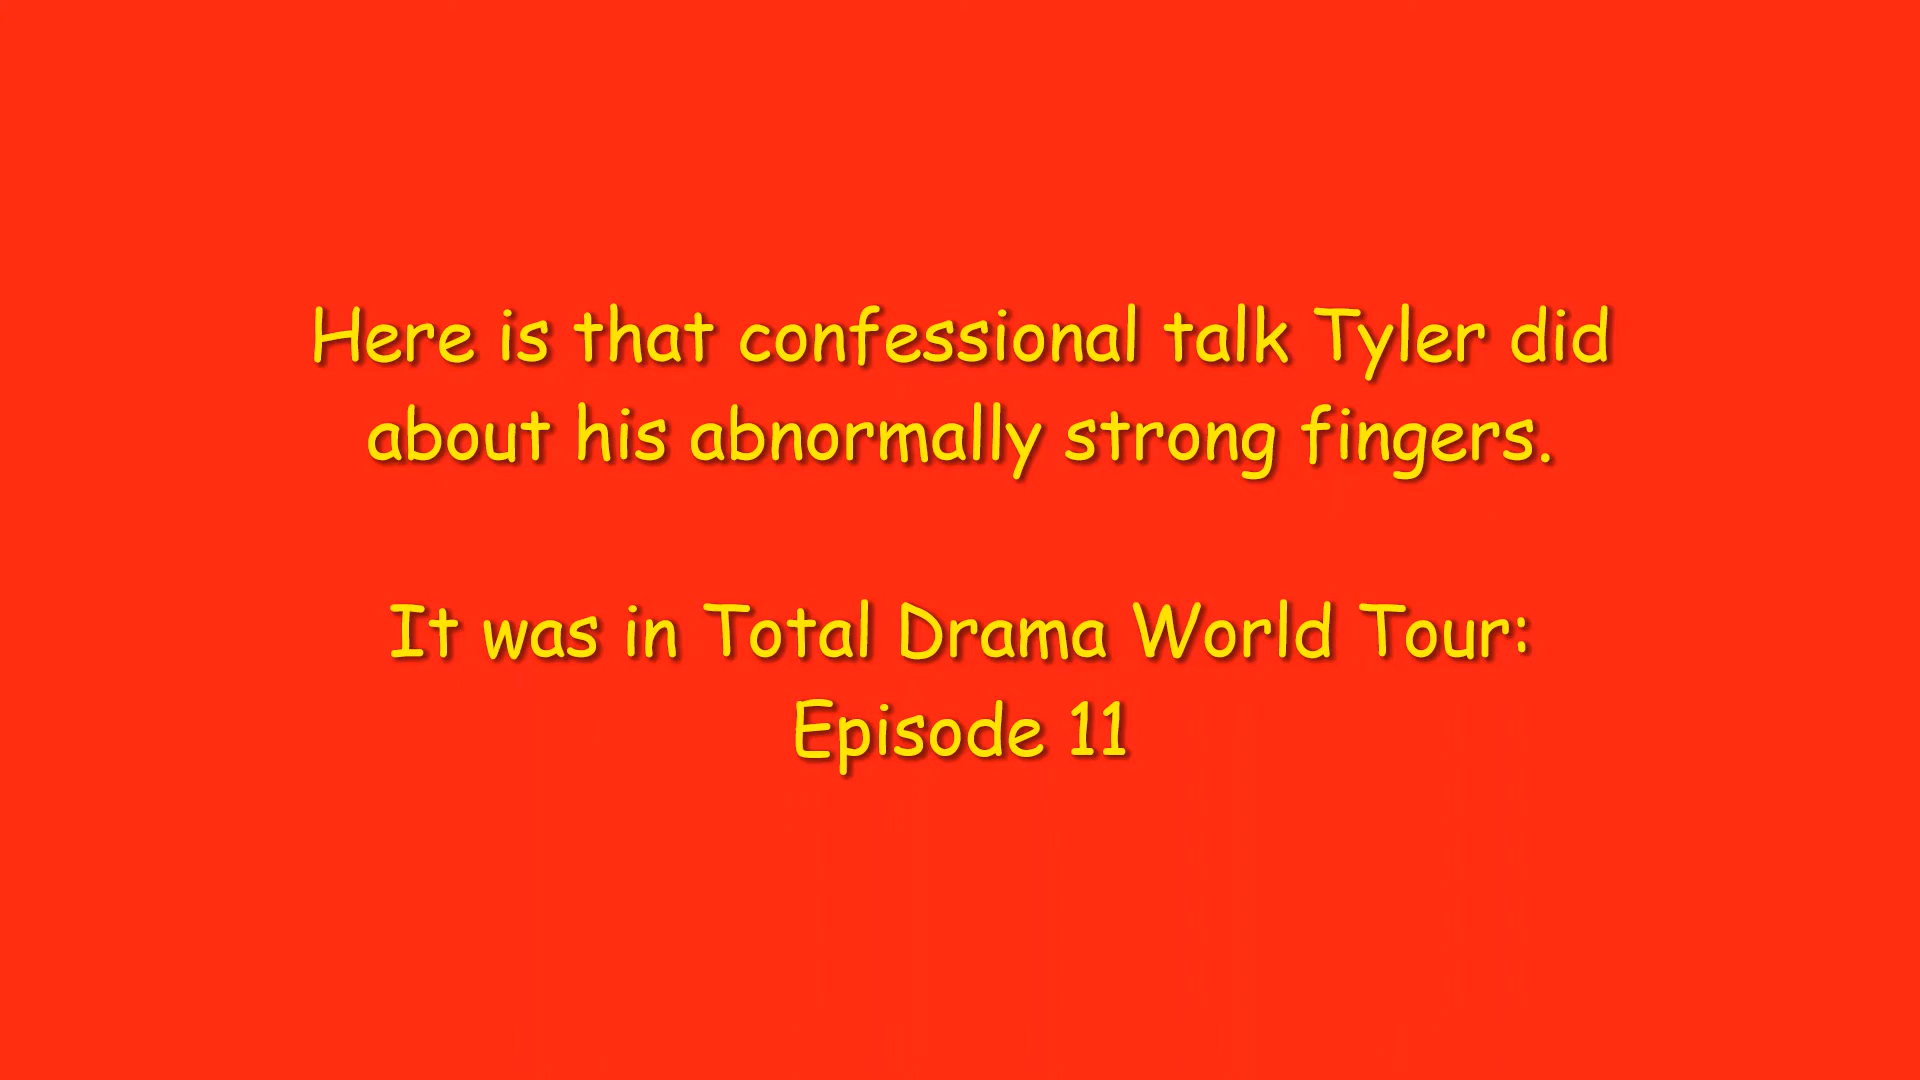 Here is that confessional talk Tyler did
about his abnormally strong fingers.
It was in Total Drama World Tour:
Episode 11